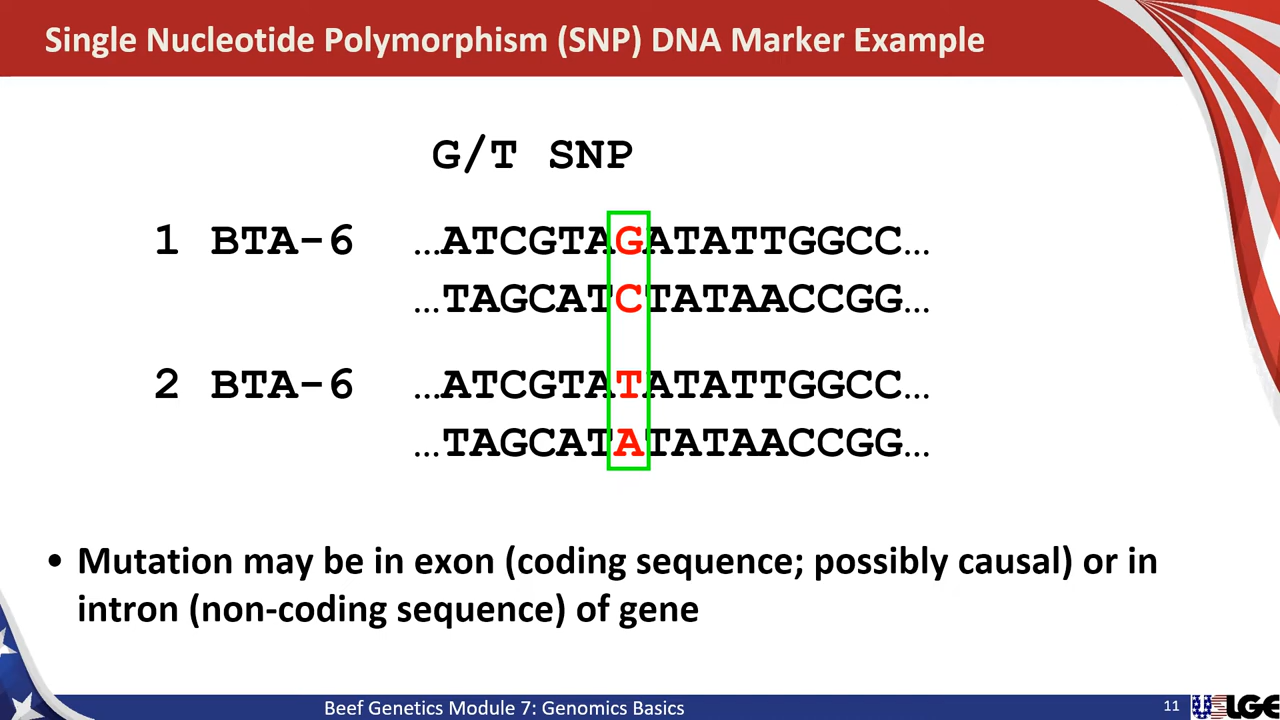 Single Nucleotide Polymorphism (SNP) DNA Marker Example
G/T SNP
1 BTA-6 …ATCGTAGATATTGGCC…
…TAGCATCTATAACCGG…
2 BTA-6 …ATCGTATATATTGGCC…
…TAGCATATATAACCGG…
• Mutation may be in exon (coding sequence; possibly causal) or in
intron (non-coding sequence) of gene
Beef Genetics Module 7: Genomics Basics
11
LGE